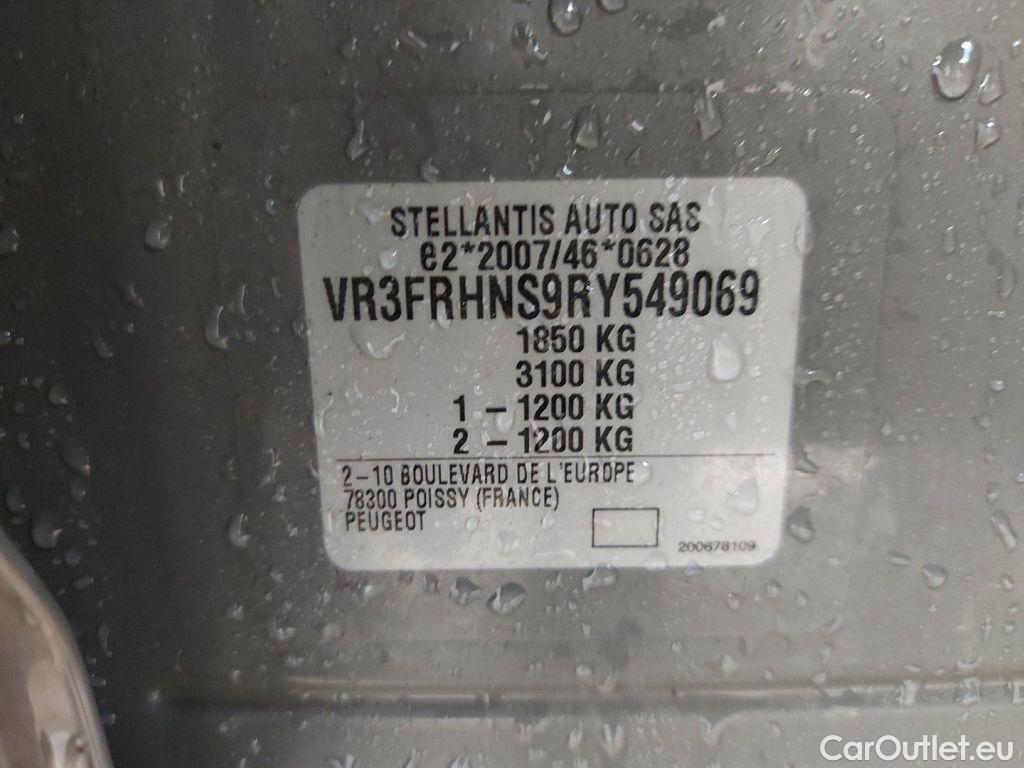 STELLANTIS AUTO SAS
e2*2007/46*0628
VR3FRHNS9RY549069
1850 KG
3100 KG
1 - 1200 KG
2 - 1200 KG
2-10 BOULEVARD DE L'EUROPE
78300 POISSY (FRANCE)
PEUGEOT
200678109
CarOutlet.eu